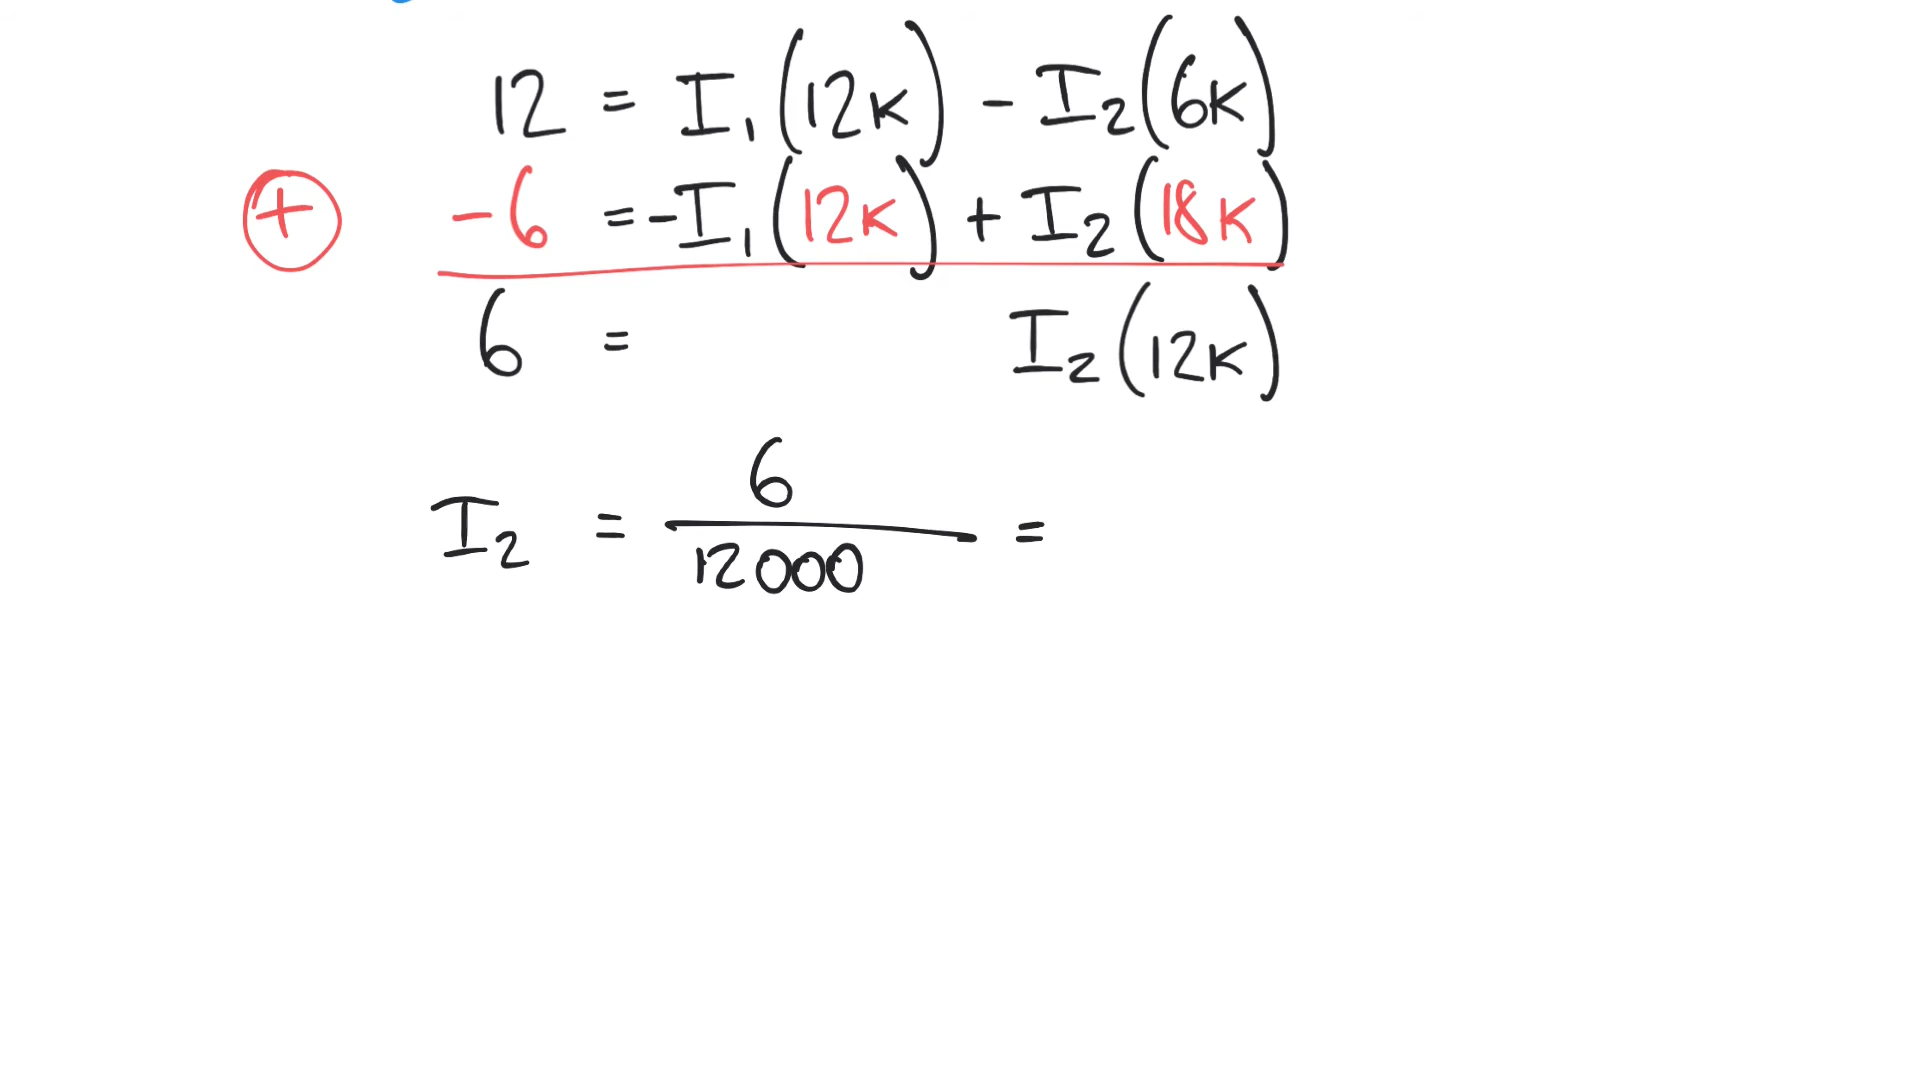 12 = I₁(12k) - I₂(6k)
+ -6 = -I₁(12k) + I₂(18k)
6 = I₂(12k)
I₂ = 6/12000 =